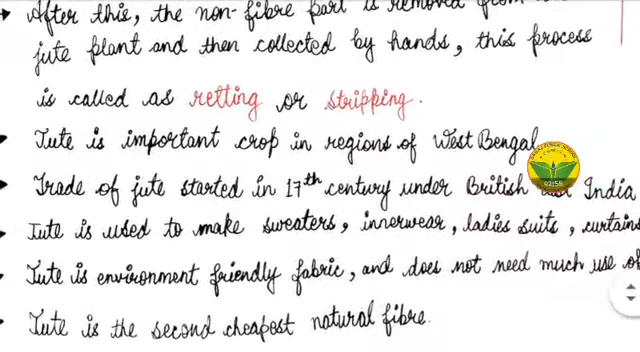 After this, the non-fibre part is removed from
jute plant and then collected by hands, this process
is called as retting or stripping.
Jute is important crop in regions of West Bengal
Trade of jute started in 17th century under British East India
Jute is used to make sweaters, innerwear, ladies suits, curtains
Jute is environment friendly fabric, and does not need much use of
Jute is the second cheapest natural fibre.
02:55